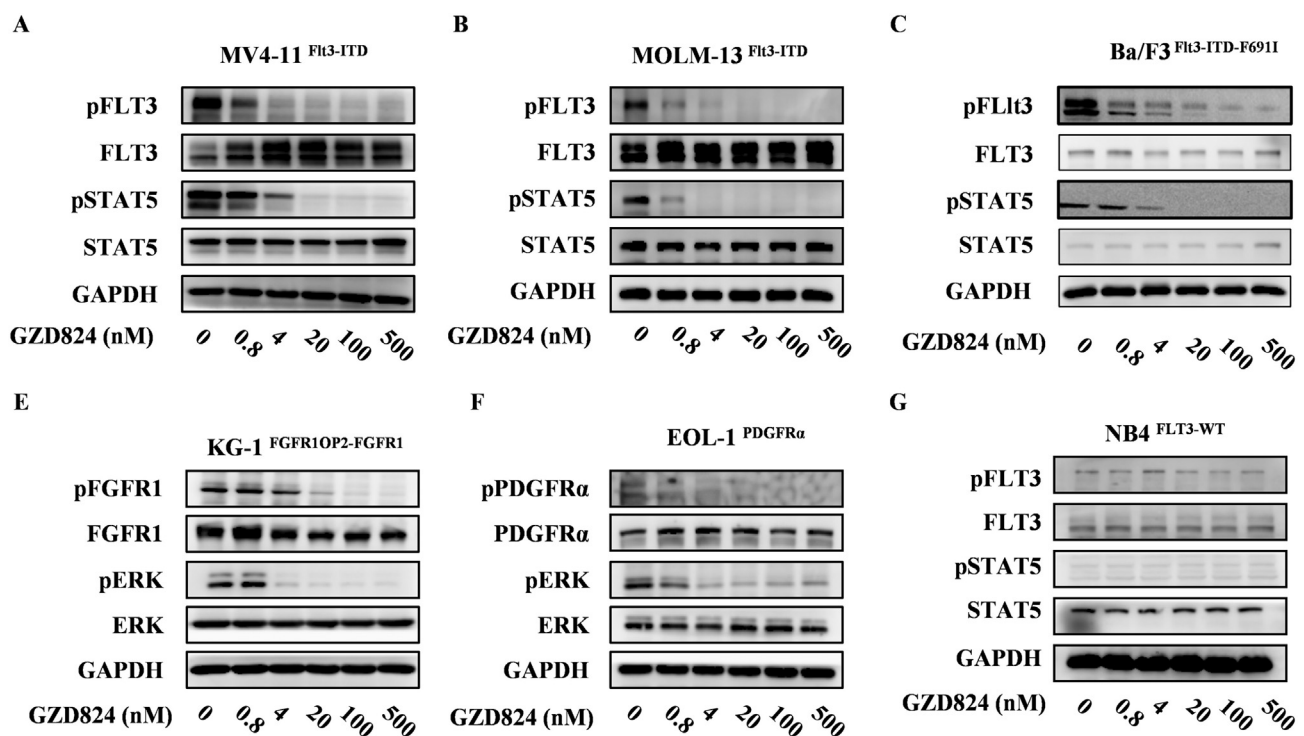 A
MV4-11 Flt3-ITD
pFLT3
FLT3
pSTAT5
STAT5
GAPDH
GZD824 (nM) 0 0.8 4 20 100 500
B
MOLM-13 Flt3-ITD
pFLT3
FLT3
pSTAT5
STAT5
GAPDH
GZD824 (nM) 0 0.8 4 20 100 500
C
Ba/F3 Flt3-ITD-F691I
pFLlt3
FLT3
pSTAT5
STAT5
GAPDH
GZD824 (nM) 0 0.8 4 20 100 500
E
KG-1 FGFR1OP2-FGFR1
pFGFR1
FGFR1
pERK
ERK
GAPDH
GZD824 (nM) 0 0.8 4 20 100 500
F
EOL-1 PDGFRα
pPDGFRα
PDGFRα
pERK
ERK
GAPDH
GZD824 (nM) 0 0.8 4 20 100 500
G
NB4 FLT3-WT
pFLT3
FLT3
pSTAT5
STAT5
GAPDH
GZD824 (nM) 0 0.8 4 20 100 500